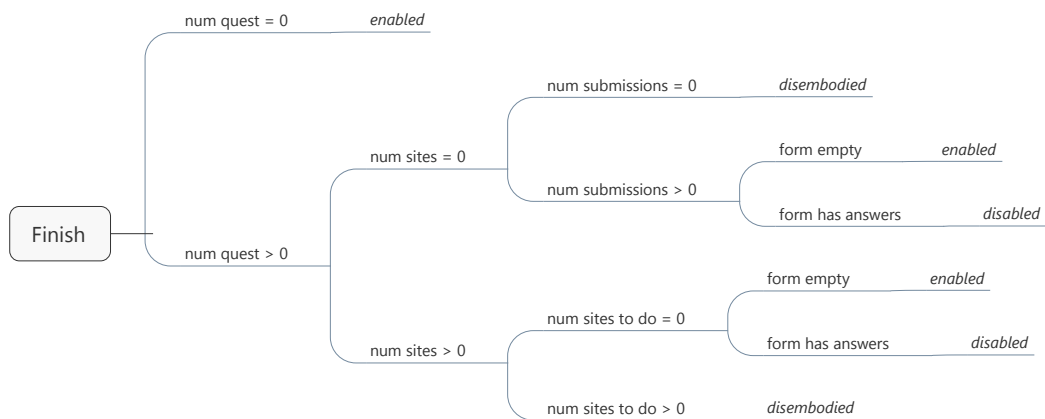 num quest = 0 enabled
num submissions = 0 disembodied
form empty enabled
num sites = 0
num submissions > 0
form has answers disabled
Finish
num quest > 0
form empty enabled
num sites to do = 0
form has answers disabled
num sites > 0
num sites to do > 0 disembodied